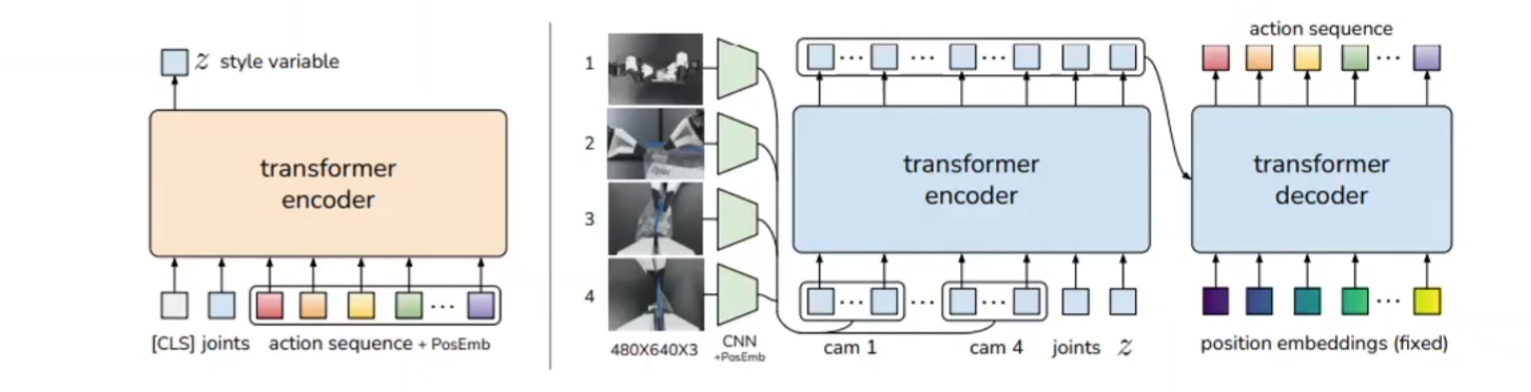 z style variable
transformer
encoder
[CLS] joints action sequence + PosEmb
1
2
3
4
480X640X3
CNN
+PosEmb
transformer
encoder
cam 1 cam 4 joints z
action sequence
transformer
decoder
position embeddings (fixed)